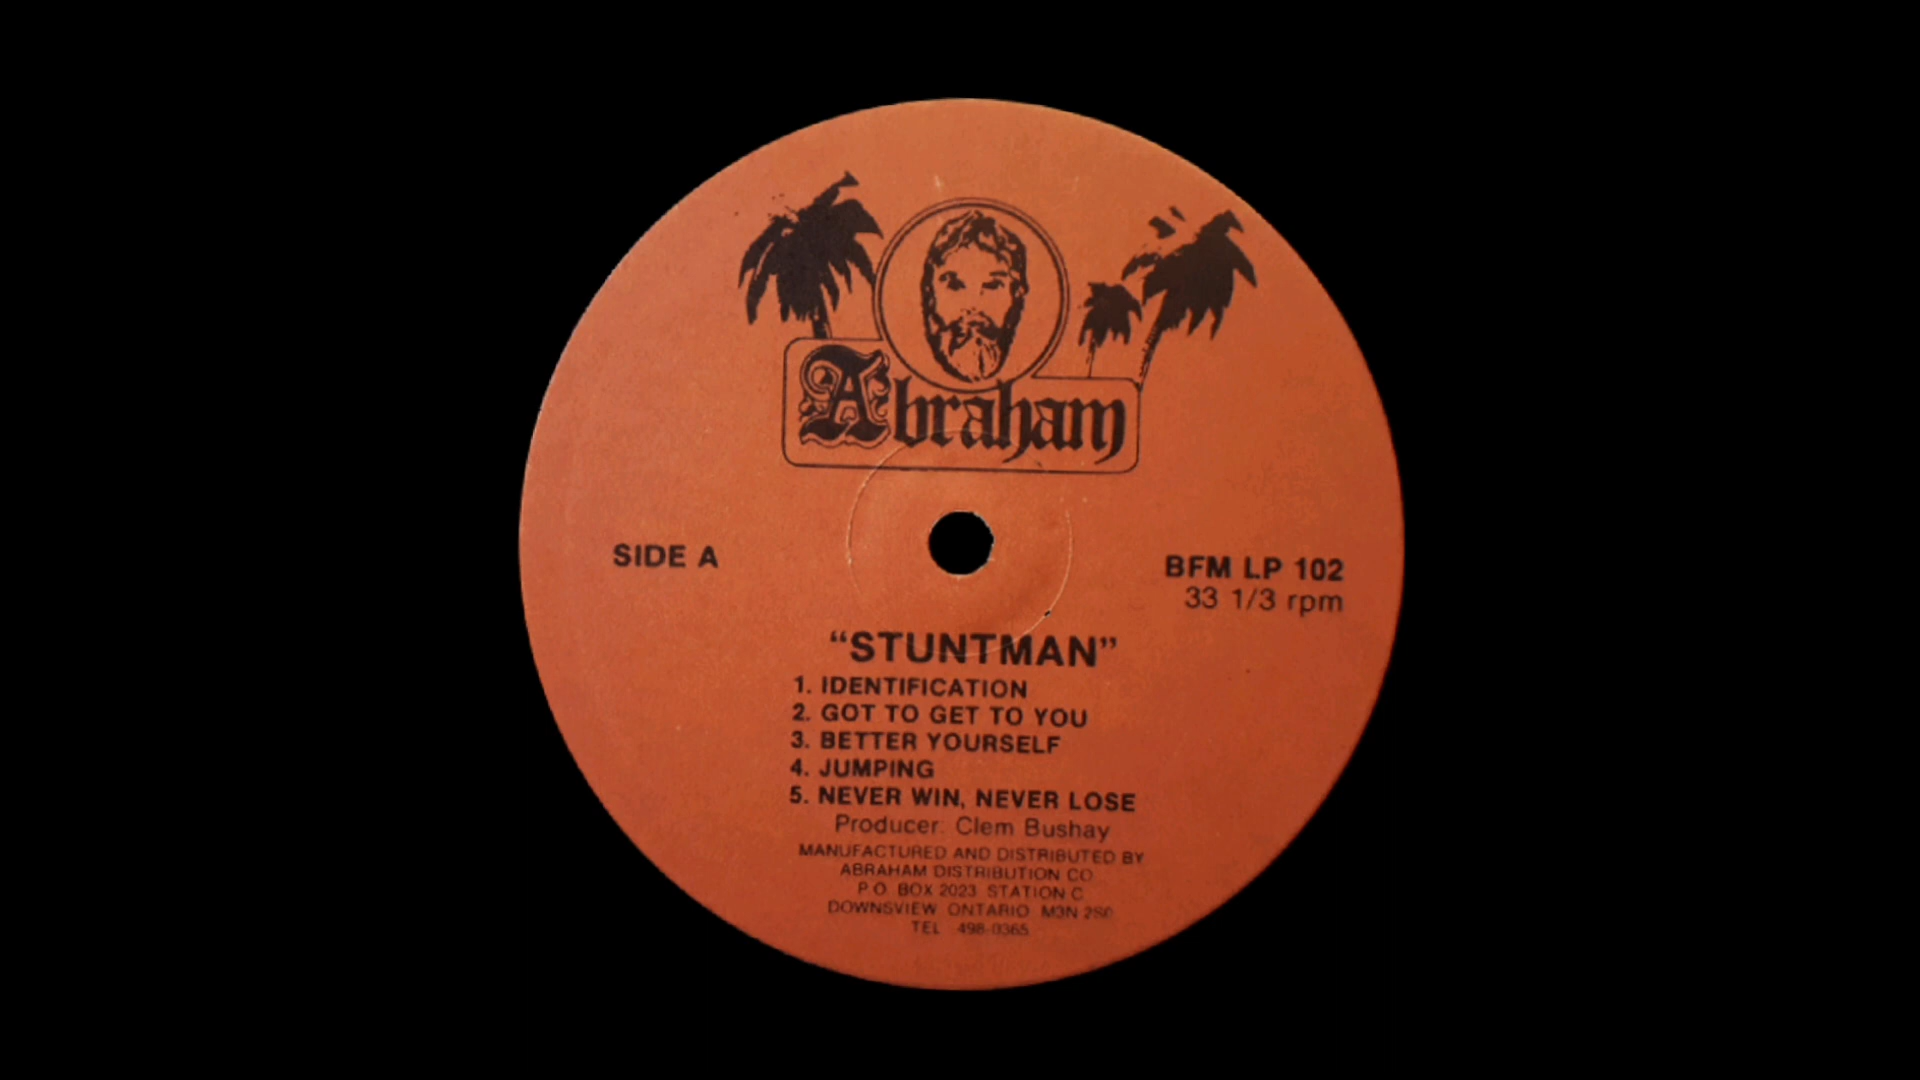 Abraham
SIDE A
BFM LP 102
33 1/3 rpm
“STUNTMAN”
1. IDENTIFICATION
2. GOT TO GET TO YOU
3. BETTER YOURSELF
4. JUMPING
5. NEVER WIN, NEVER LOSE
Producer: Clem Bushay
MANUFACTURED AND DISTRIBUTED BY
ABRAHAM DISTRIBUTION CO
P.O. BOX 2023 STATION C
DOWNSVIEW ONTARIO M3N 2S0
TEL 498-0365